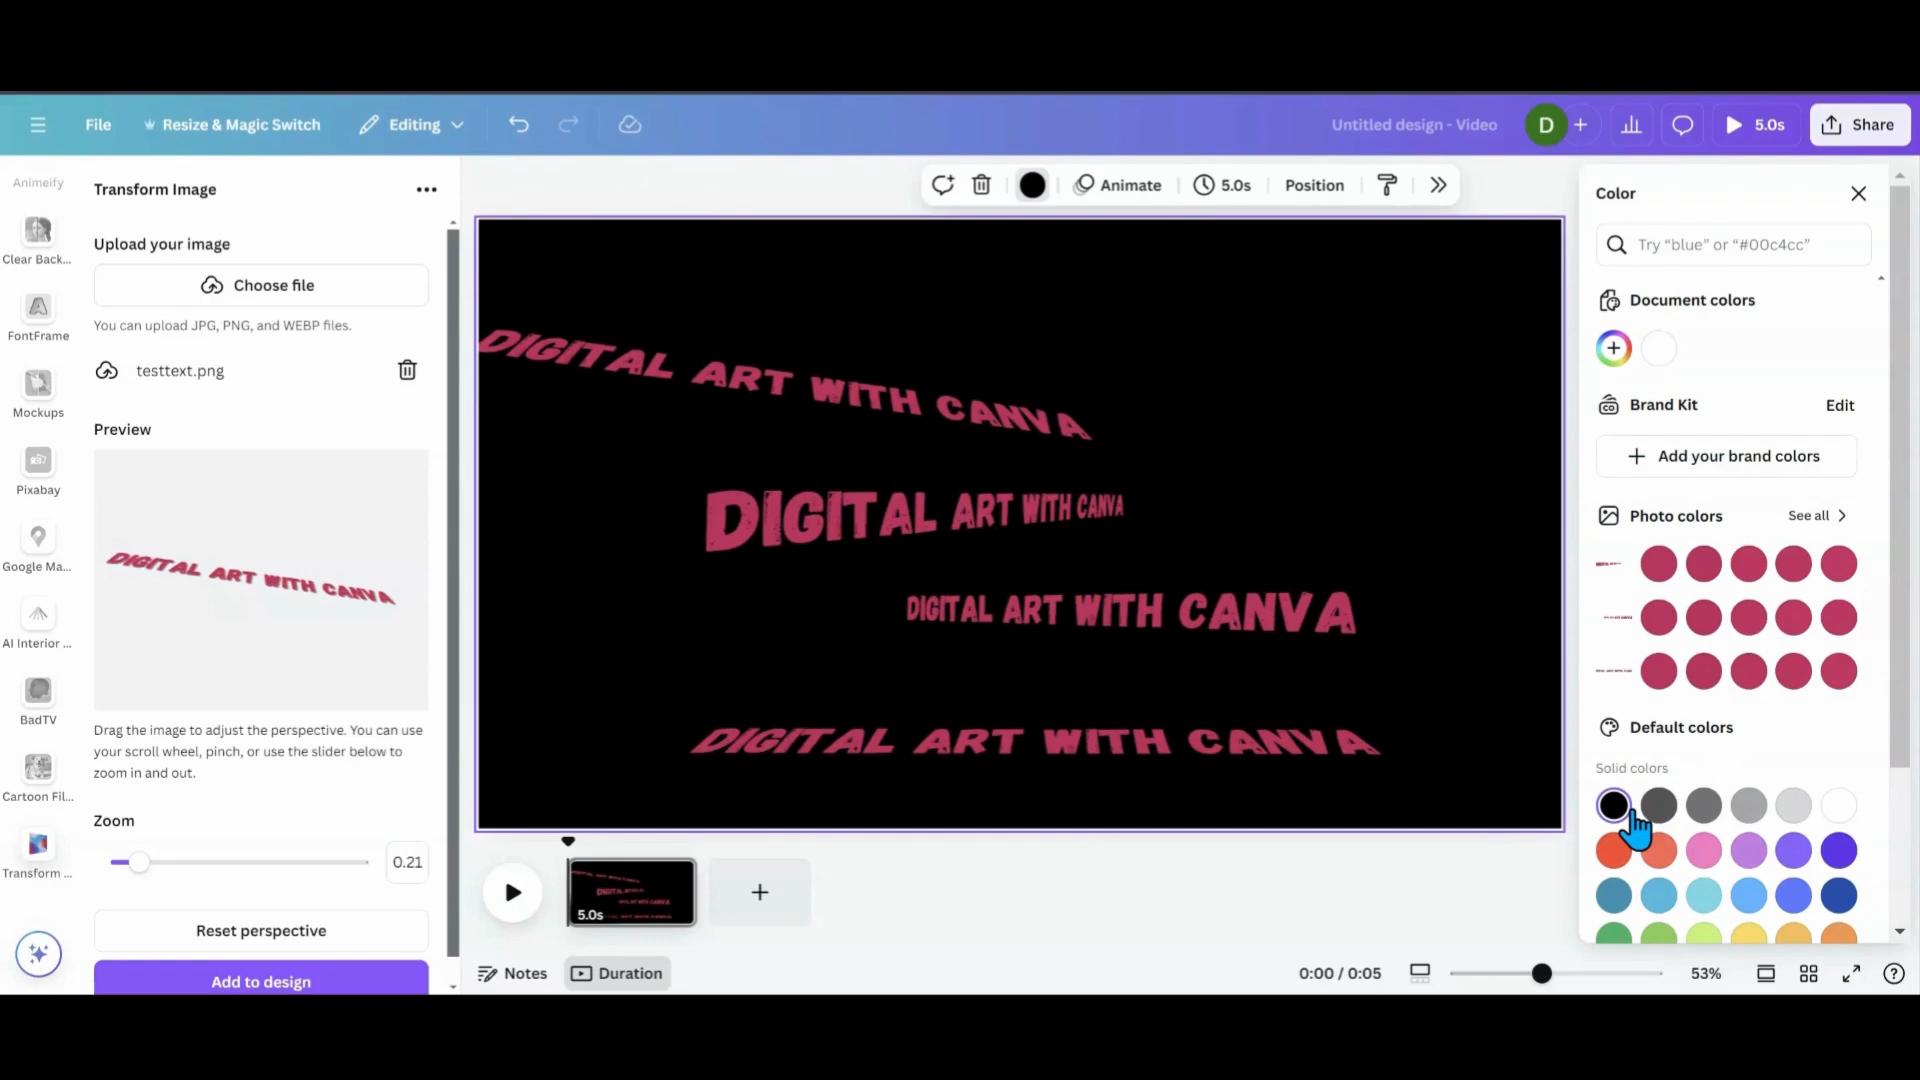 File
Resize & Magic Switch
Editing
Untitled design - Video
D
5.0s
Share
Animeify
Clear Back...
FontFrame
Mockups
Pixabay
Google Ma...
AI Interior ...
BadTV
Cartoon Fil...
Transform ...
Transform Image
Upload your image
Choose file
You can upload JPG, PNG, and WEBP files.
testtext.png
Preview
DIGITAL ART WITH CANVA
Drag the image to adjust the perspective. You can use
your scroll wheel, pinch, or use the slider below to
zoom in and out.
Zoom
0.21
Reset perspective
Add to design
Animate
5.0s
Position
DIGITAL ART WITH CANVA
DIGITAL ART WITH CANVA
DIGITAL ART WITH CANVA
DIGITAL ART WITH CANVA
5.0s
Notes
Duration
0:00 / 0:05
53%
Color
Try “blue” or “#00c4cc”
Document colors
Brand Kit
Edit
Add your brand colors
Photo colors
See all
Default colors
Solid colors